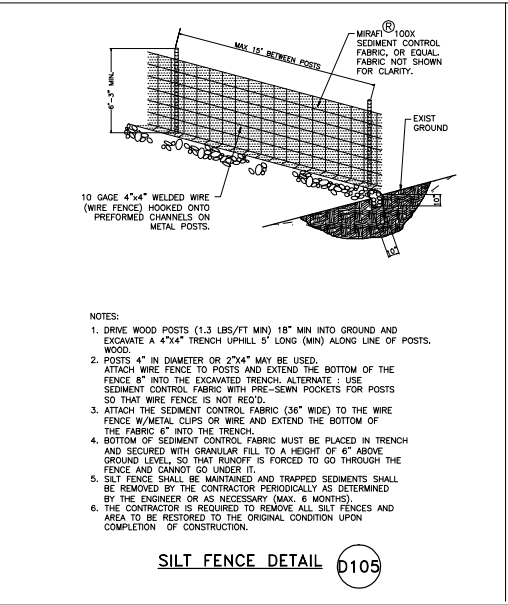 MIRAFI® 100X
SEDIMENT CONTROL
FABRIC, OR EQUAL.
FABRIC NOT SHOWN
FOR CLARITY.
MAX 15' BETWEEN POSTS
6'-3" MIN.
EXIST
GROUND
10 GAGE 4"x4" WELDED WIRE
(WIRE FENCE) HOOKED ONTO
PREFORMED CHANNELS ON
METAL POSTS.
10"
10"
NOTES:
1. DRIVE WOOD POSTS (1.3 LBS/FT MIN) 18" MIN INTO GROUND AND
EXCAVATE A 4"X4" TRENCH UPHILL 5' LONG (MIN) ALONG LINE OF POSTS.
WOOD.
2. POSTS 4" IN DIAMETER OR 2"X4" MAY BE USED.
ATTACH WIRE FENCE TO POSTS AND EXTEND THE BOTTOM OF THE
FENCE 8" INTO THE EXCAVATED TRENCH. ALTERNATE : USE
SEDIMENT CONTROL FABRIC WITH PRE-SEWN POCKETS FOR POSTS
SO THAT WIRE FENCE IS NOT REQ'D.
3. ATTACH THE SEDIMENT CONTROL FABRIC (36" WIDE) TO THE WIRE
FENCE W/METAL CLIPS OR WIRE AND EXTEND THE BOTTOM OF
THE FABRIC 6" INTO THE TRENCH.
4. BOTTOM OF SEDIMENT CONTROL FABRIC MUST BE PLACED IN TRENCH
AND SECURED WITH GRANULAR FILL TO A HEIGHT OF 6" ABOVE
GROUND LEVEL, SO THAT RUNOFF IS FORCED TO GO THROUGH THE
FENCE AND CANNOT GO UNDER IT.
5. SILT FENCE SHALL BE MAINTAINED AND TRAPPED SEDIMENTS SHALL
BE REMOVED BY THE CONTRACTOR PERIODICALLY AS DETERMINED
BY THE ENGINEER OR AS NECESSARY (MAX. 6 MONTHS).
6. THE CONTRACTOR IS REQUIRED TO REMOVE ALL SILT FENCES AND
AREA TO BE RESTORED TO THE ORIGINAL CONDITION UPON
COMPLETION OF CONSTRUCTION.
SILT FENCE DETAIL
D105